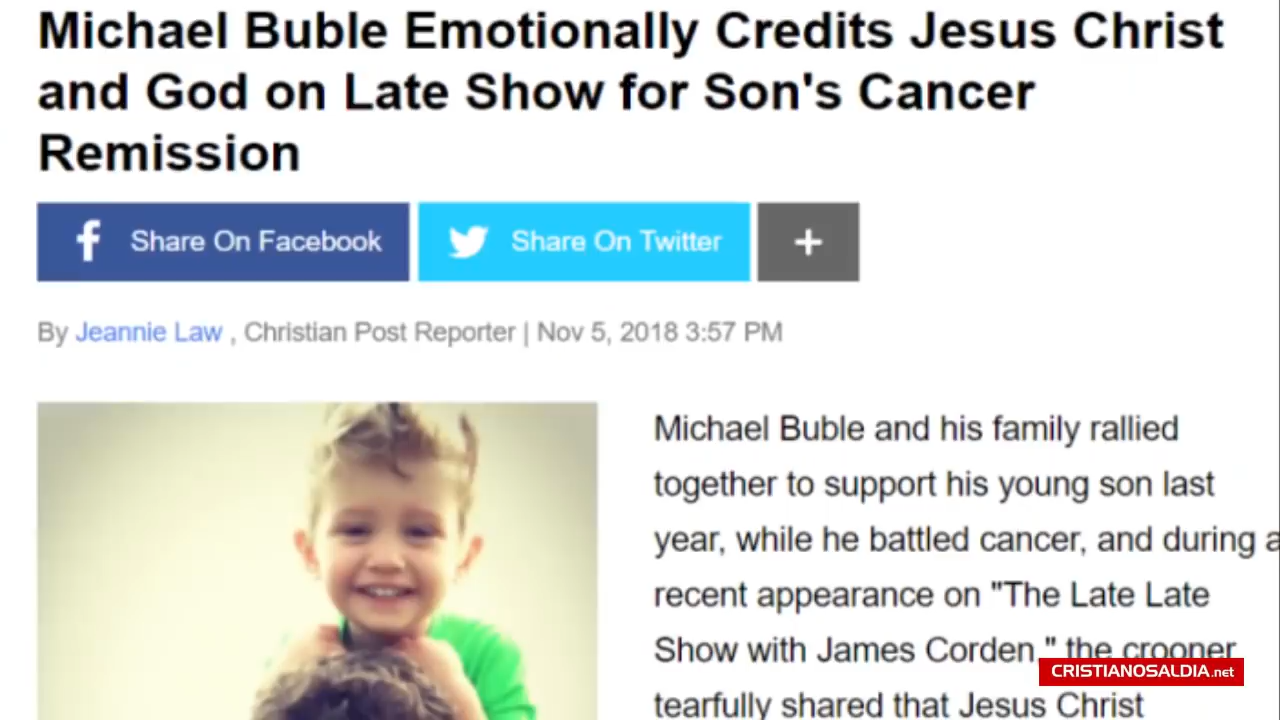 Michael Buble Emotionally Credits Jesus Christ
and God on Late Show for Son's Cancer
Remission
Share On Facebook
Share On Twitter
+
By Jeannie Law , Christian Post Reporter | Nov 5, 2018 3:57 PM
Michael Buble and his family rallied
together to support his young son last
year, while he battled cancer, and during a
recent appearance on "The Late Late
Show with James Corden," the crooner
tearfully shared that Jesus Christ
CRISTIANOSALDIA.net